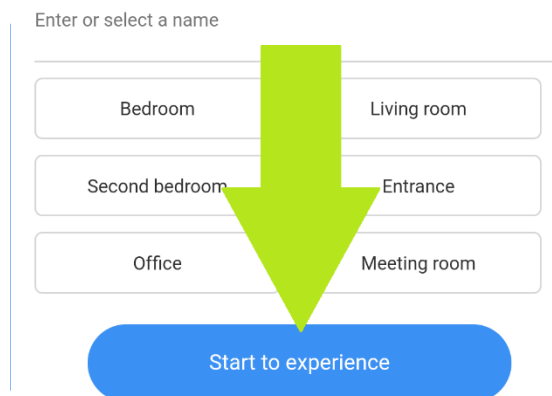 Enter or select a name
Bedroom Living room
Second bedroom Entrance
Office Meeting room
Start to experience